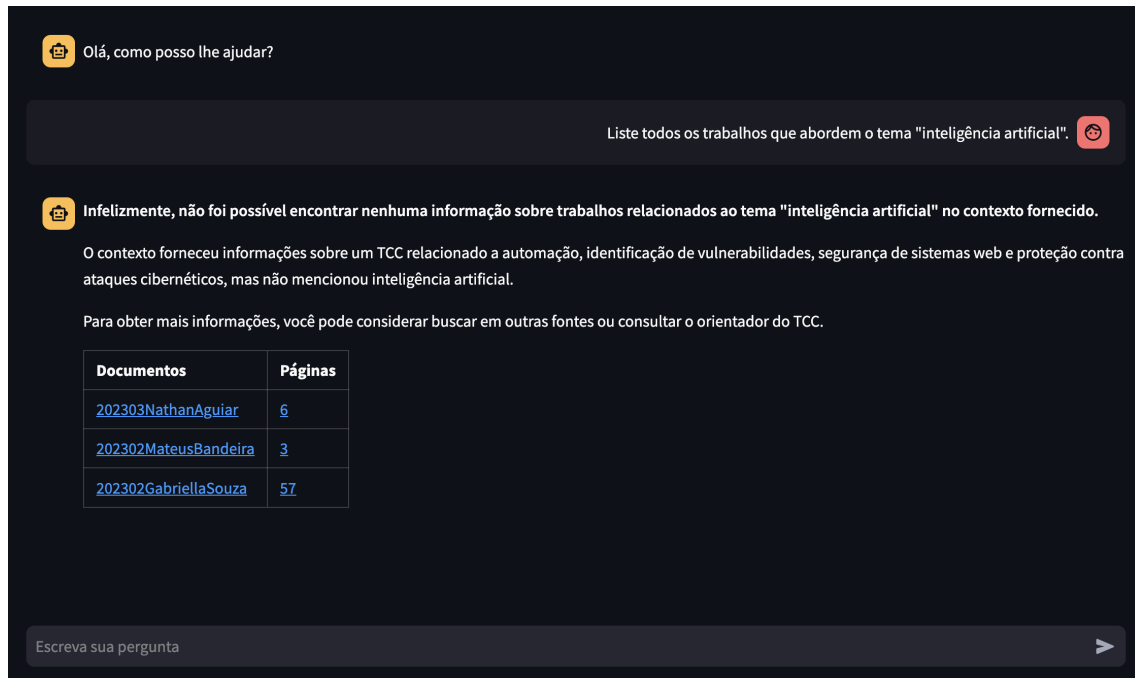 Olá, como posso lhe ajudar?
Liste todos os trabalhos que abordem o tema "inteligência artificial".
Infelizmente, não foi possível encontrar nenhuma informação sobre trabalhos relacionados ao tema "inteligência artificial" no contexto fornecido.
O contexto forneceu informações sobre um TCC relacionado a automação, identificação de vulnerabilidades, segurança de sistemas web e proteção contra
ataques cibernéticos, mas não mencionou inteligência artificial.
Para obter mais informações, você pode considerar buscar em outras fontes ou consultar o orientador do TCC.
Documentos Páginas
202303NathanAguiar 6
202302MateusBandeira 3
202302GabriellaSouza 57
Escreva sua pergunta